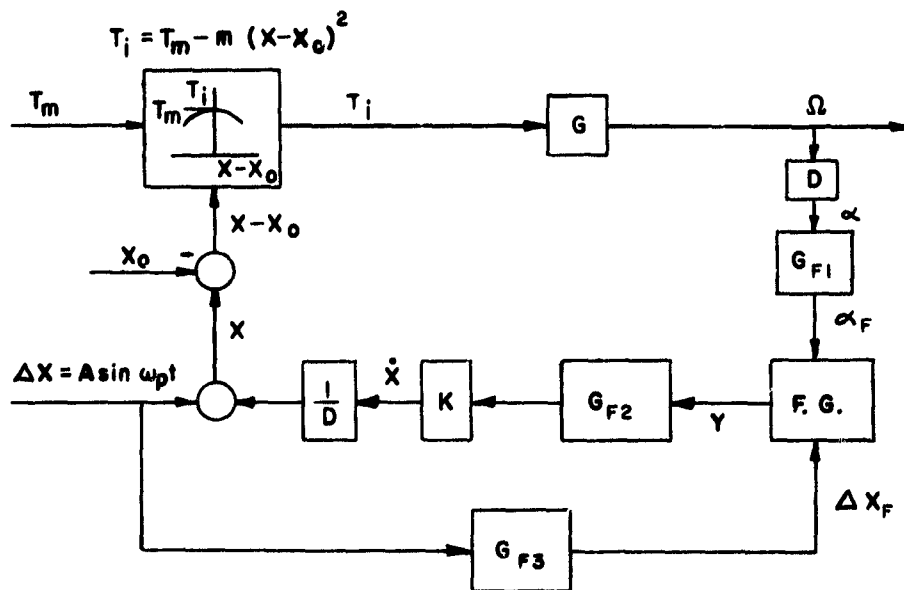 Tᵢ = Tₘ - m (X-X₀)²
Tₘ
Tᵢ
Tₘ
X-X₀
Tᵢ
G
Ω
D
α
G_F1
α_F
X-X₀
X₀
-
X
ΔX = A sin ωₚt
1/D
Ẋ
K
G_F2
Y
F. G.
ΔX_F
G_F3